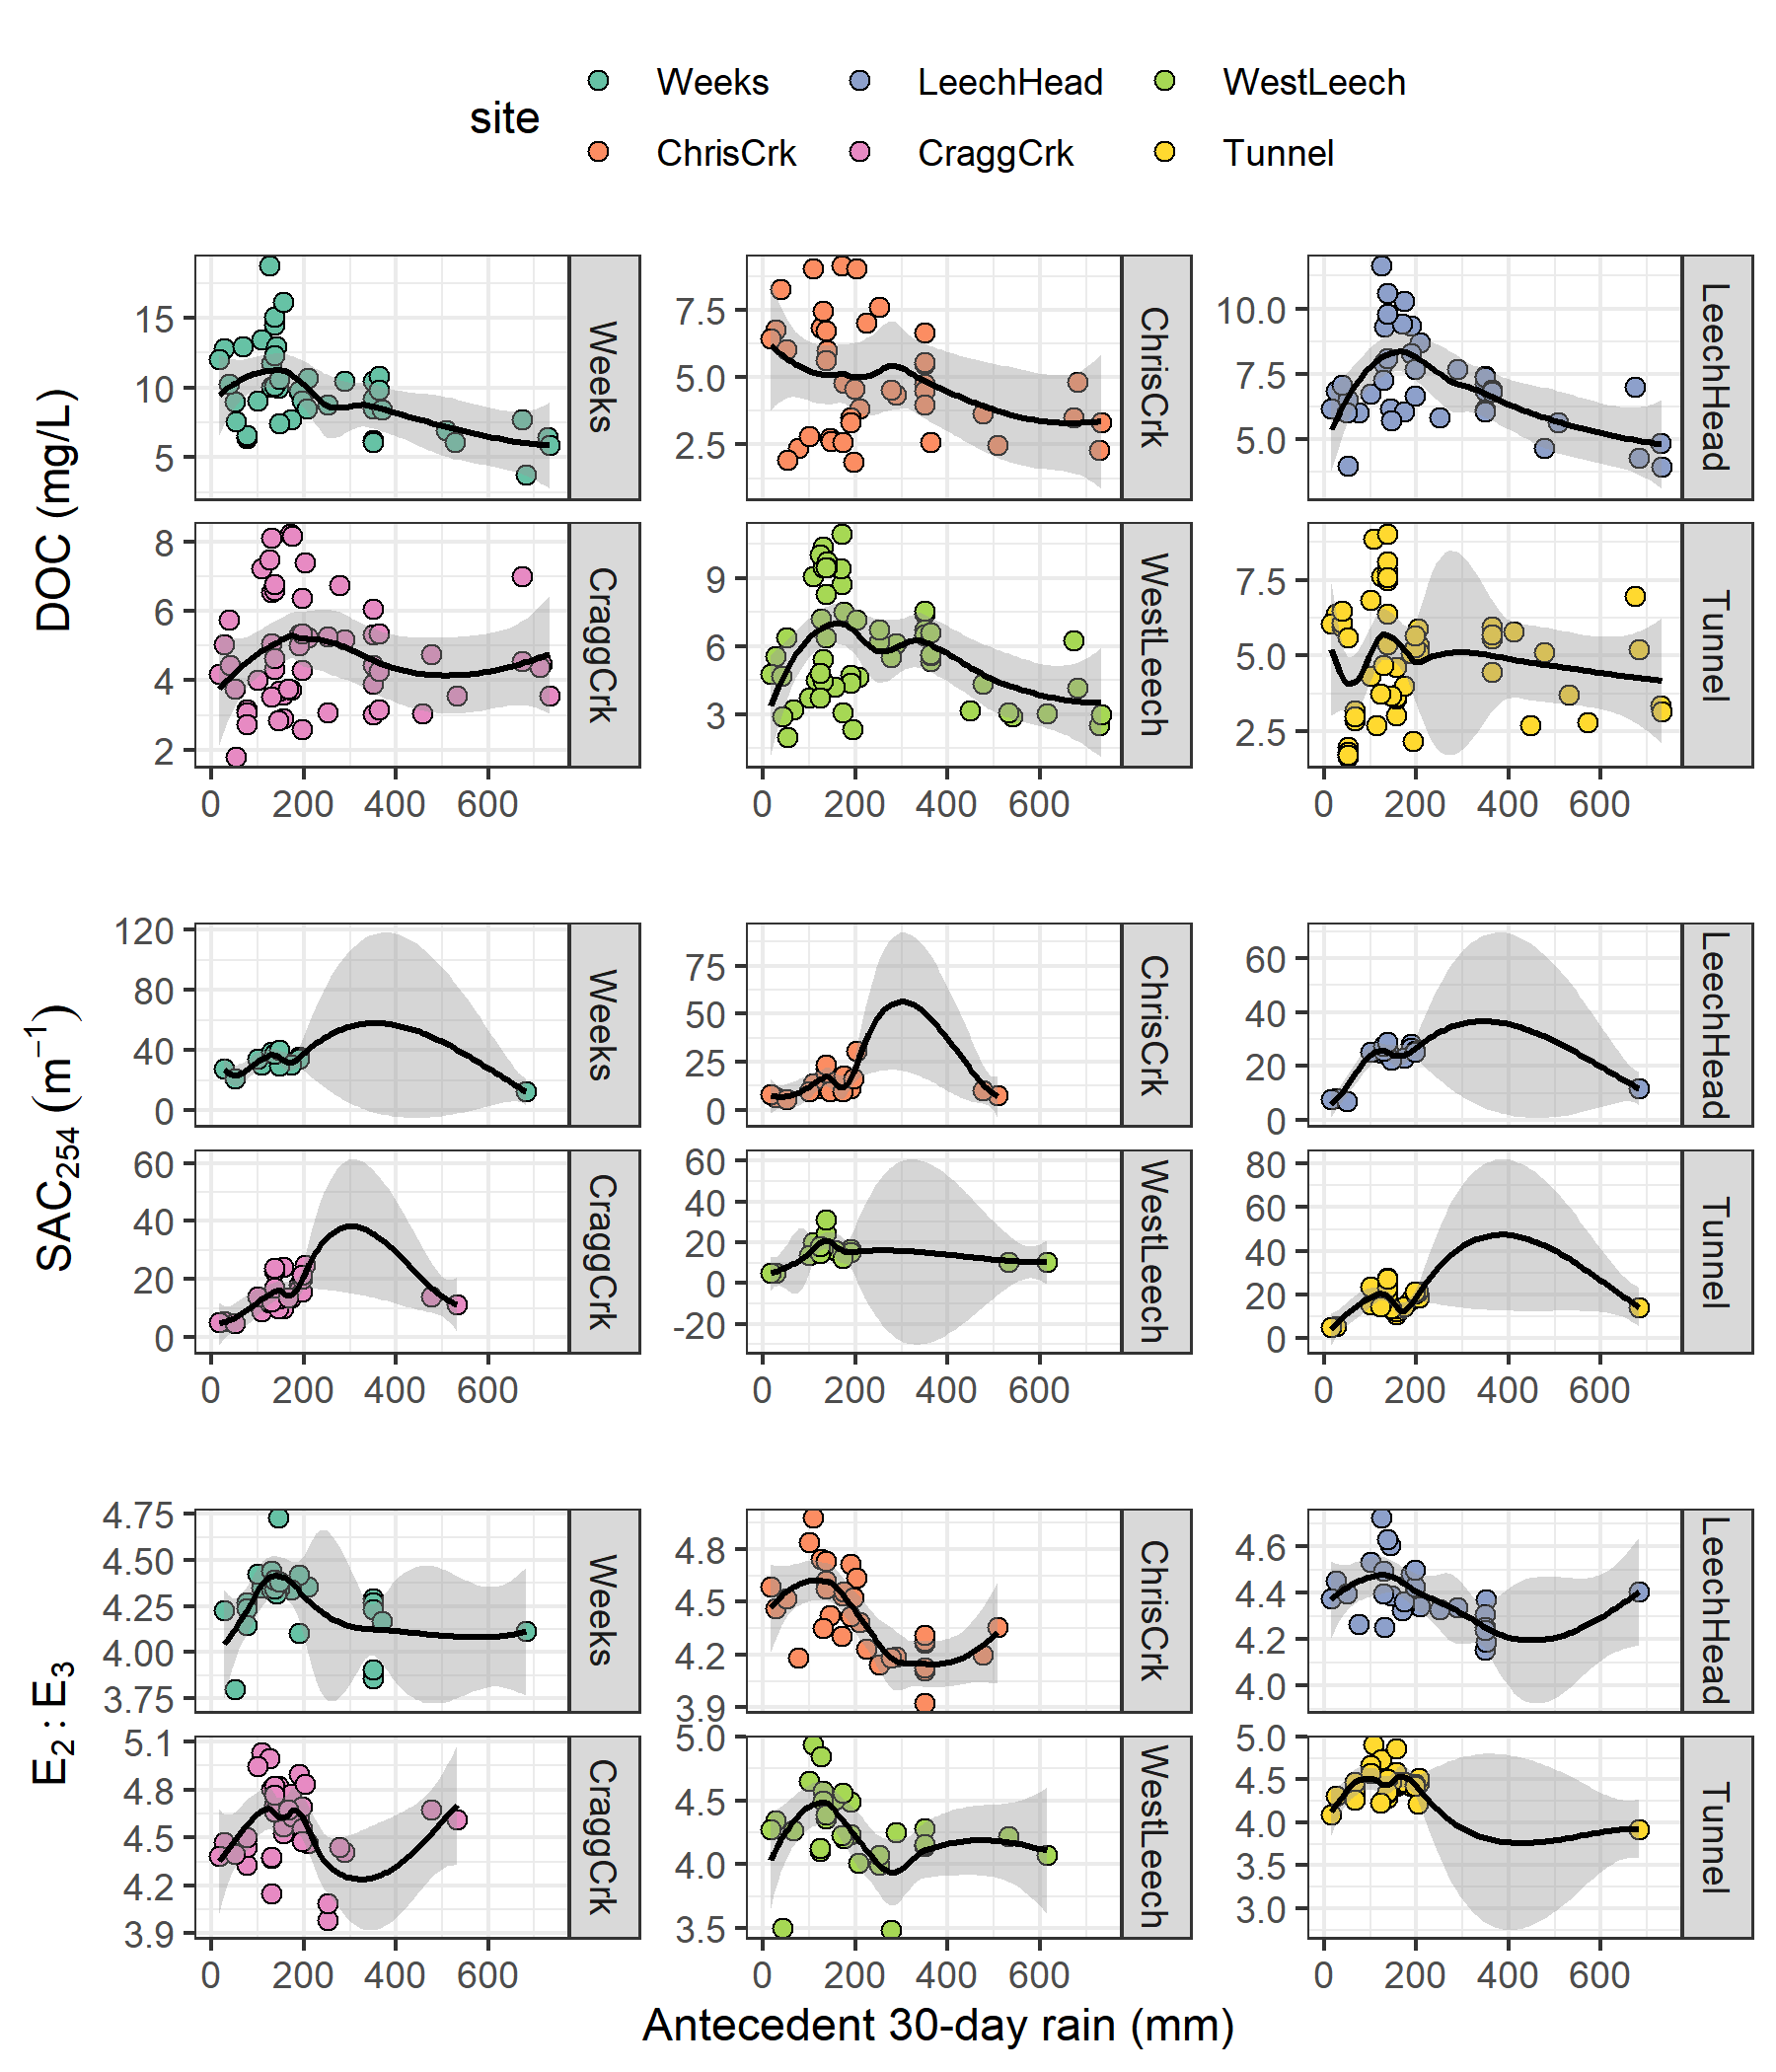 site
Weeks LeechHead WestLeech
ChrisCrk CraggCrk Tunnel
DOC (mg/L)
15
10
5
Weeks
7.5
5.0
2.5
ChrisCrk
10.0
7.5
5.0
LeechHead
8
6
4
2
CraggCrk
9
6
3
WestLeech
7.5
5.0
2.5
Tunnel
0 200 400 600
0 200 400 600
0 200 400 600
SAC₂₅₄ (m⁻¹)
120
80
40
0
Weeks
75
50
25
0
ChrisCrk
60
40
20
0
LeechHead
60
40
20
0
CraggCrk
60
40
20
0
-20
WestLeech
80
60
40
20
0
Tunnel
0 200 400 600
0 200 400 600
0 200 400 600
E₂ : E₃
4.75
4.50
4.25
4.00
3.75
Weeks
4.8
4.5
4.2
3.9
ChrisCrk
4.6
4.4
4.2
4.0
LeechHead
5.1
4.8
4.5
4.2
3.9
CraggCrk
5.0
4.5
4.0
3.5
WestLeech
5.0
4.5
4.0
3.5
3.0
Tunnel
0 200 400 600
0 200 400 600
0 200 400 600
Antecedent 30-day rain (mm)